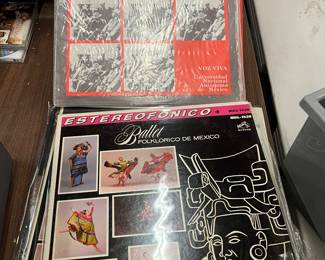 VOZ VIVA
Universidad
Nacional
Autónoma
de México
ESTEREOFONICO
Ballet
FOLKLORICO DE MEXICO